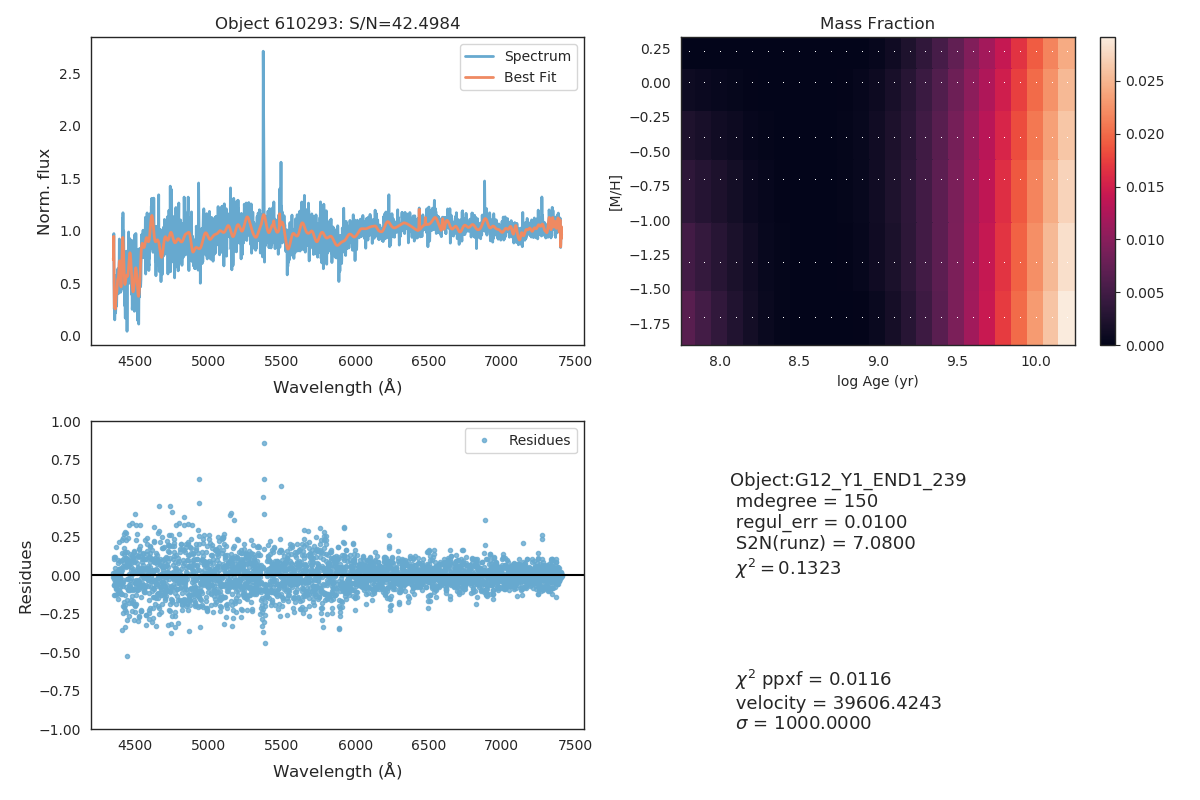 Object 610293: S/N=42.4984
Norm. flux
2.5
2.0
1.5
1.0
0.5
0.0
Spectrum
Best Fit
4500 5000 5500 6000 6500 7000 7500
Wavelength (Å)
Mass Fraction
[M/H]
0.25
0.00
−0.25
−0.50
−0.75
−1.00
−1.25
−1.50
−1.75
8.0 8.5 9.0 9.5 10.0
log Age (yr)
0.025
0.020
0.015
0.010
0.005
0.000
Residues
1.00
0.75
0.50
0.25
0.00
−0.25
−0.50
−0.75
−1.00
Residues
4500 5000 5500 6000 6500 7000 7500
Wavelength (Å)
Object:G12_Y1_END1_239
mdegree = 150
regul_err = 0.0100
S2N(runz) = 7.0800
χ² = 0.1323
χ² ppxf = 0.0116
velocity = 39606.4243
σ = 1000.0000